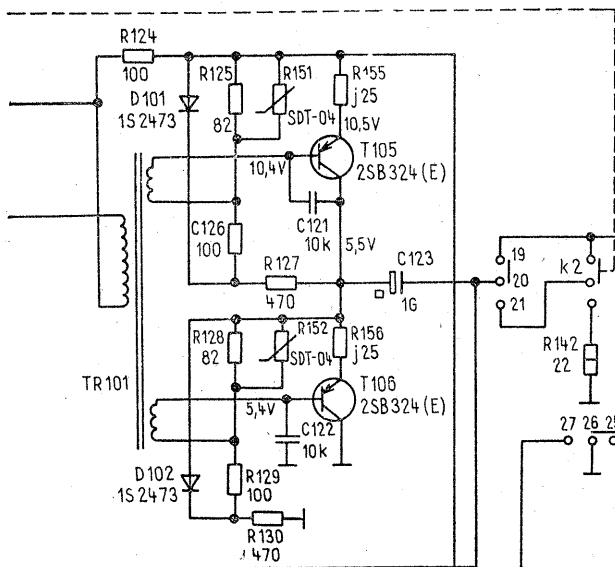 R124
100
R125
82
R151
SDT-04
R155
j25
D101
1S2473
10,5V
T105
2SB324(E)
10,4V
C121
10k
C126
100
5,5V
R127
470
C123
1G
19
20
21
k2
R142
22
R128
82
R152
SDT-04
R156
j25
TR101
T106
2SB324(E)
5,4V
C122
10k
27 26 25
D102
1S2473
R129
100
R130
470